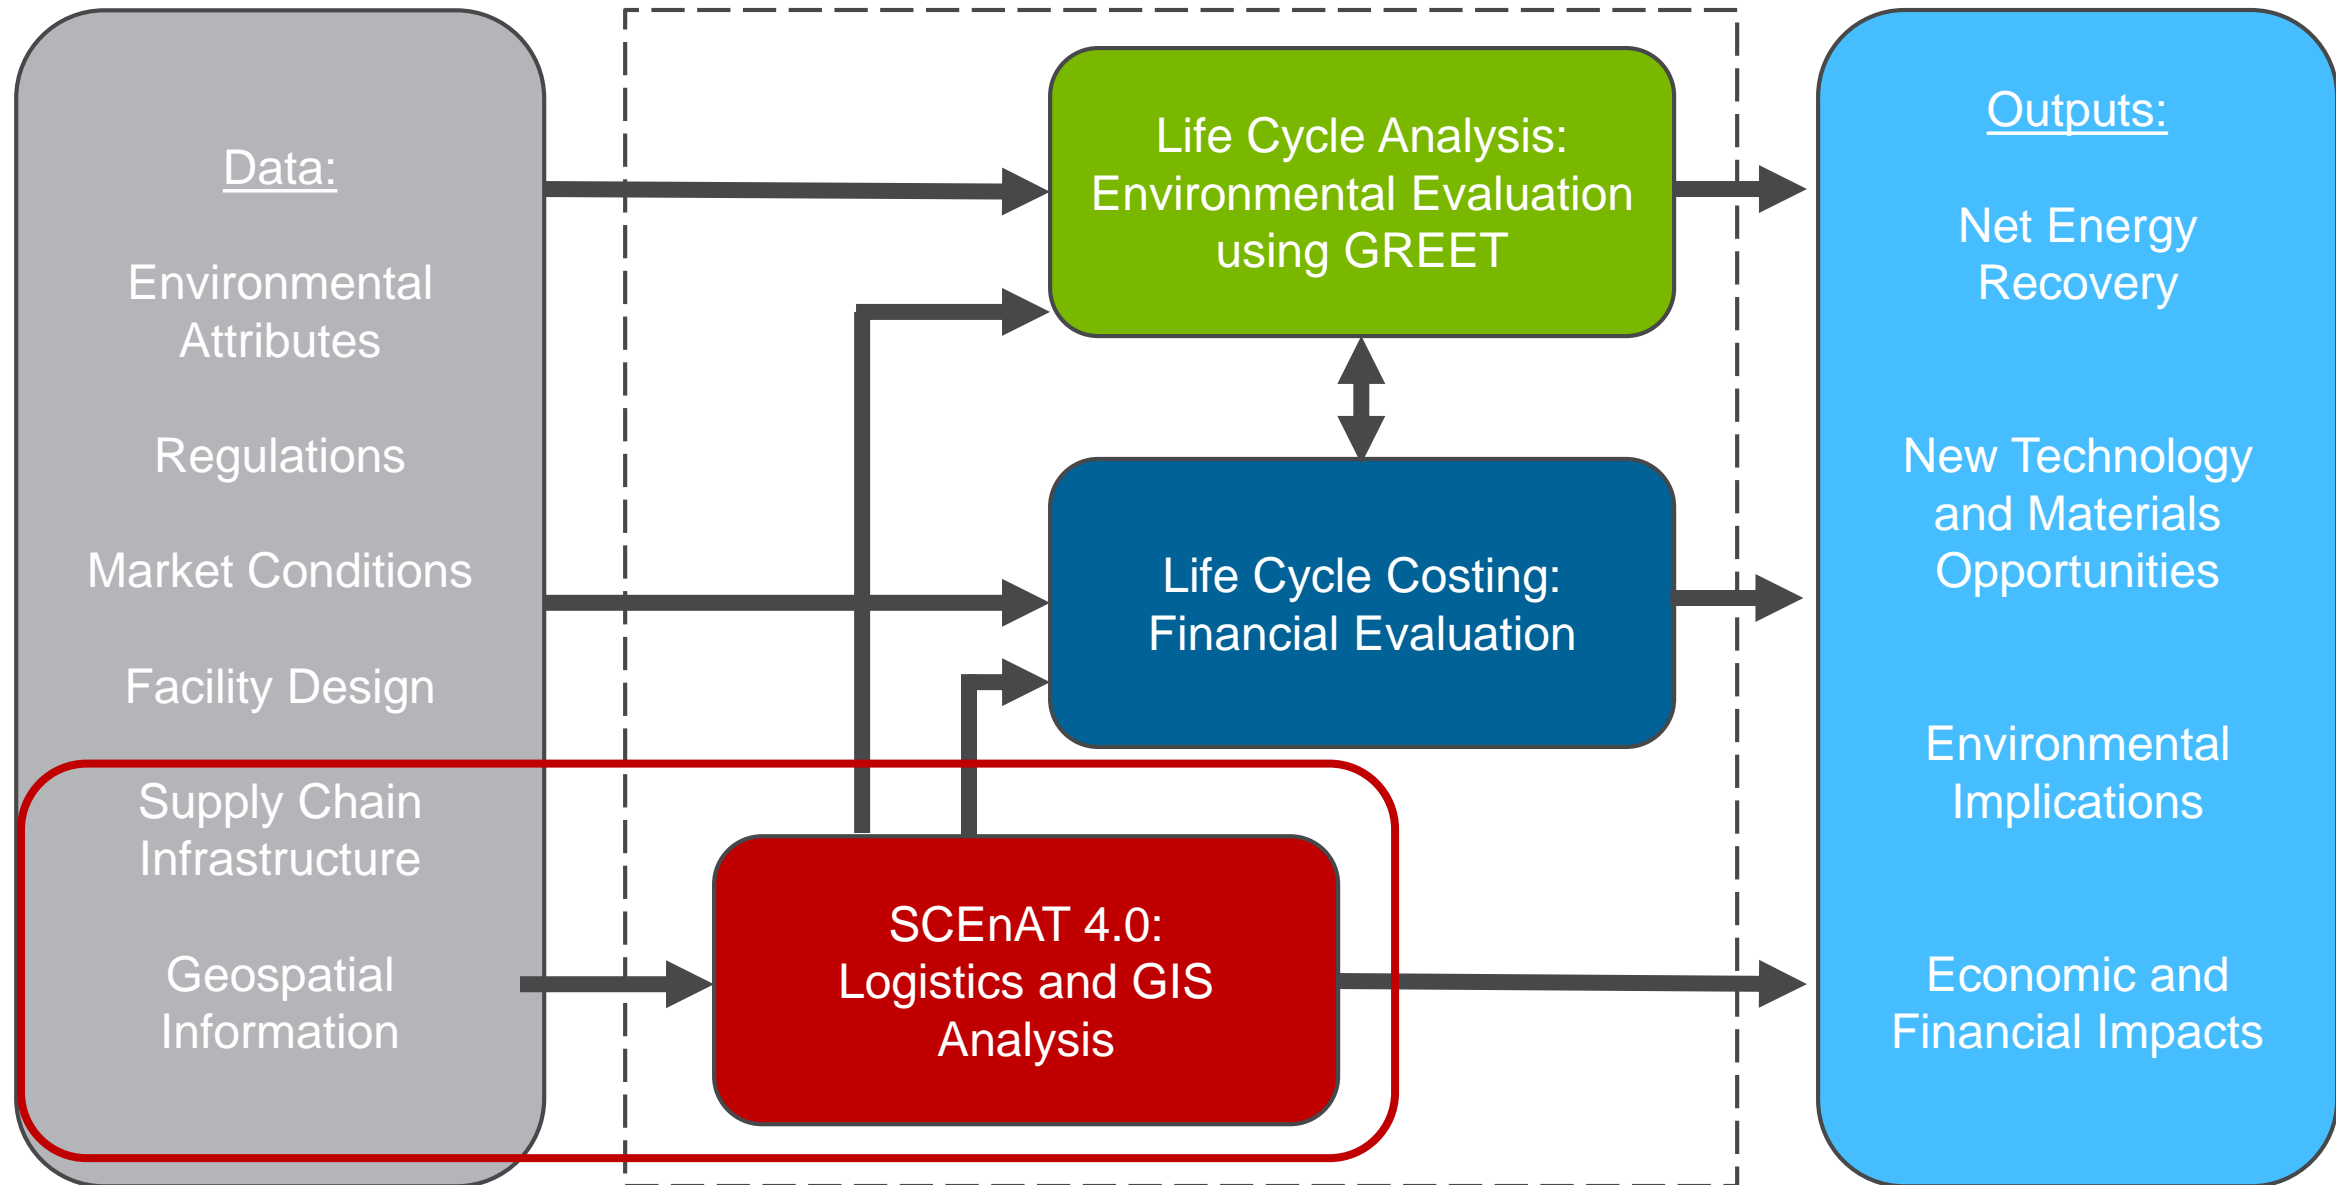 Data:
Environmental
Attributes
Regulations
Market Conditions
Facility Design
Supply Chain
Infrastructure
Geospatial
Information
Life Cycle Analysis:
Environmental Evaluation
using GREET
Life Cycle Costing:
Financial Evaluation
SCEnAT 4.0:
Logistics and GIS
Analysis
Outputs:
Net Energy
Recovery
New Technology
and Materials
Opportunities
Environmental
Implications
Economic and
Financial Impacts